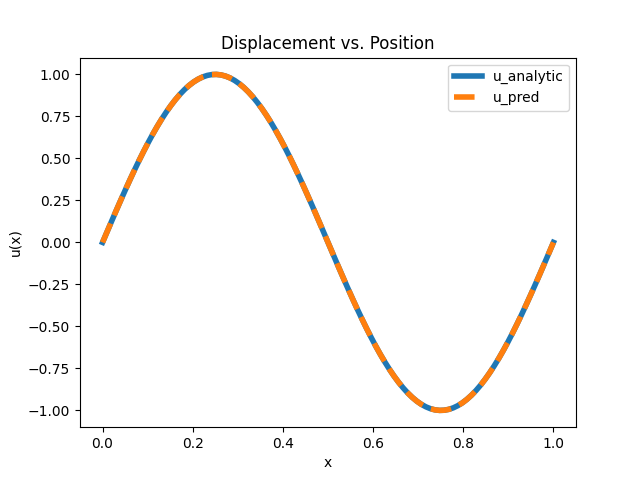 Displacement vs. Position
u_analytic
u_pred
1.00
0.75
0.50
0.25
0.00
−0.25
−0.50
−0.75
−1.00
u(x)
0.0 0.2 0.4 0.6 0.8 1.0
x